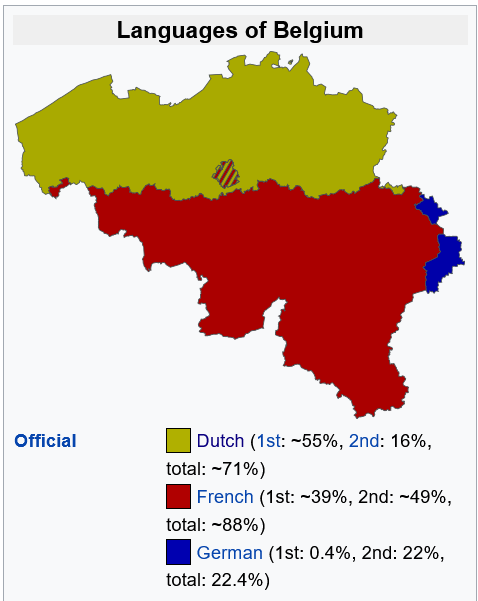 Languages of Belgium
Official
Dutch (1st: ~55%, 2nd: 16%,
total: ~71%)
French (1st: ~39%, 2nd: ~49%,
total: ~88%)
German (1st: 0.4%, 2nd: 22%,
total: 22.4%)